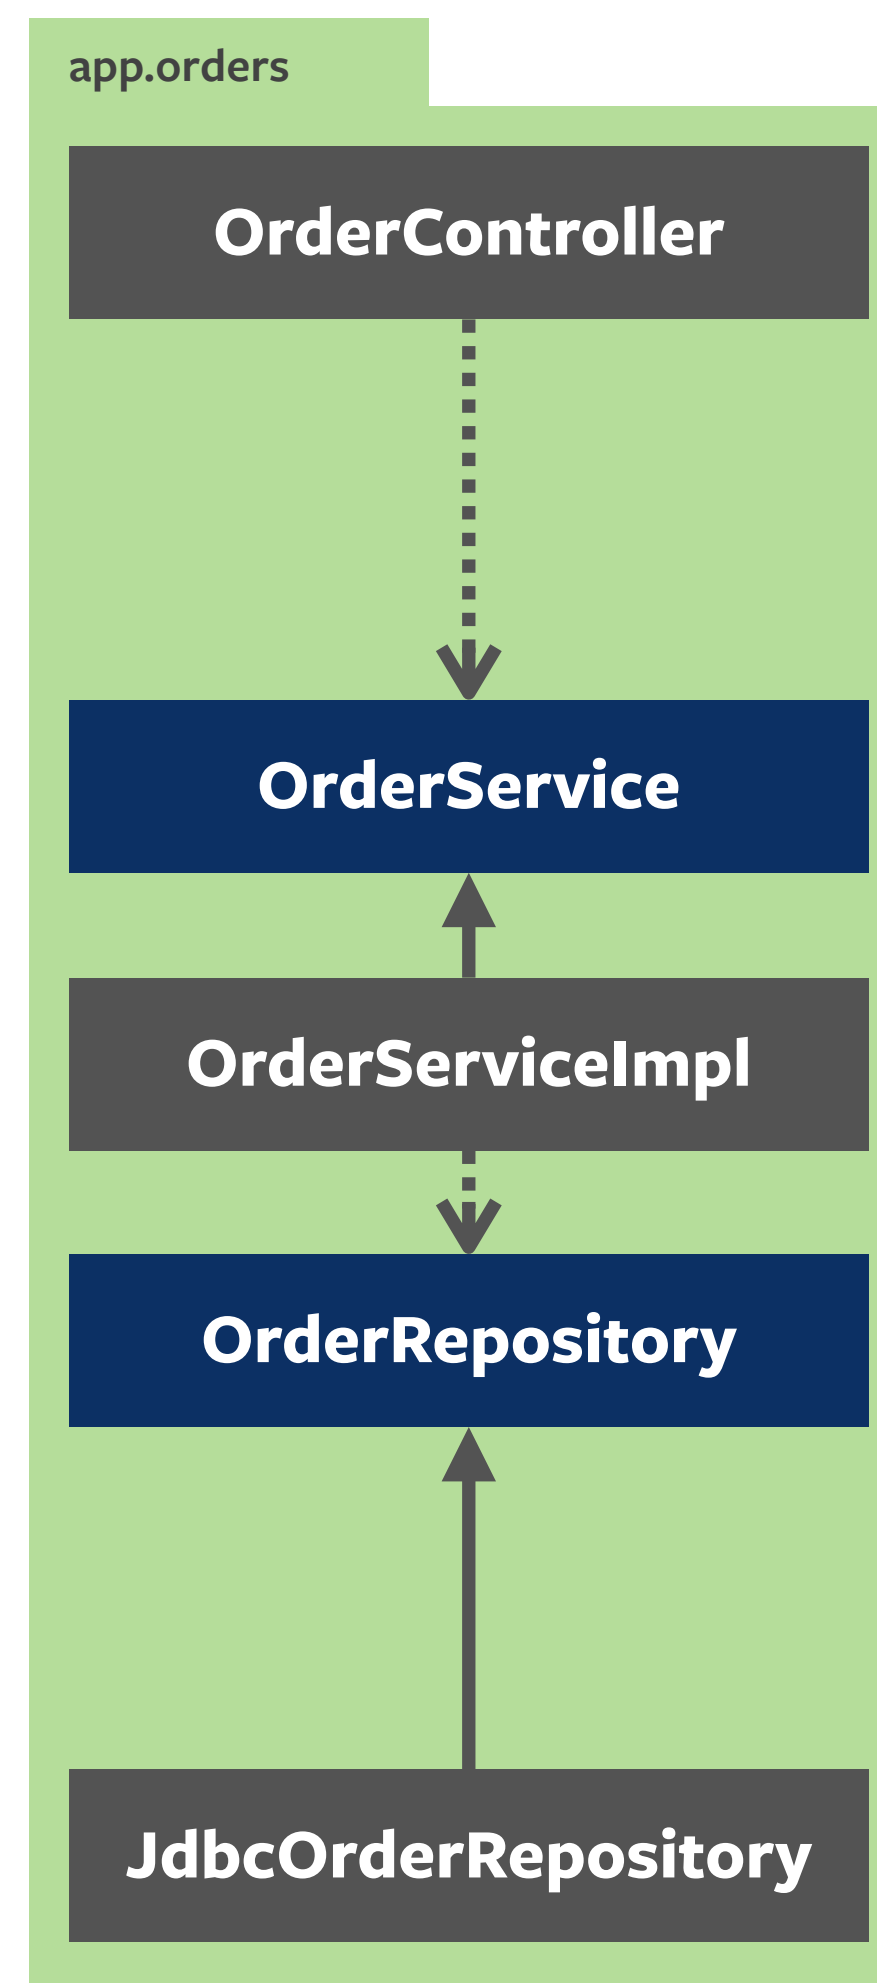 app.orders
OrderController
OrderService
OrderServiceImpl
OrderRepository
JdbcOrderRepository